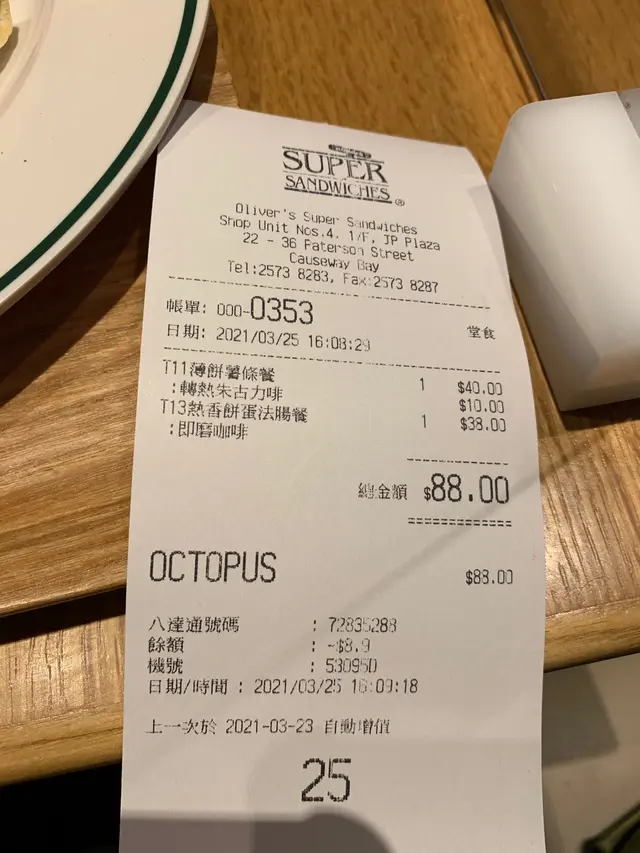 SUPER
SANDWICHES ®
Oliver's Super Sandwiches
Shop Unit Nos.4, 1/F, JP Plaza
22 - 36 Paterson Street
Causeway Bay
Tel:2573 8283, Fax:2573 8287
帳單: 000-0353 堂食
日期: 2021/03/25 16:08:29
T11薄餅薯條餐 1 $40.00
:轉熱朱古力啡 $10.00
T13熱香餅蛋法腸餐 1 $38.00
:即磨咖啡
總金額 $88.00
OCTOPUS $88.00
八達通號碼 : 72835288
餘額 : -$8.9
機號 : 53095D
日期/時間 : 2021/03/25 16:09:18
上一次於 2021-03-23 自動增值
25